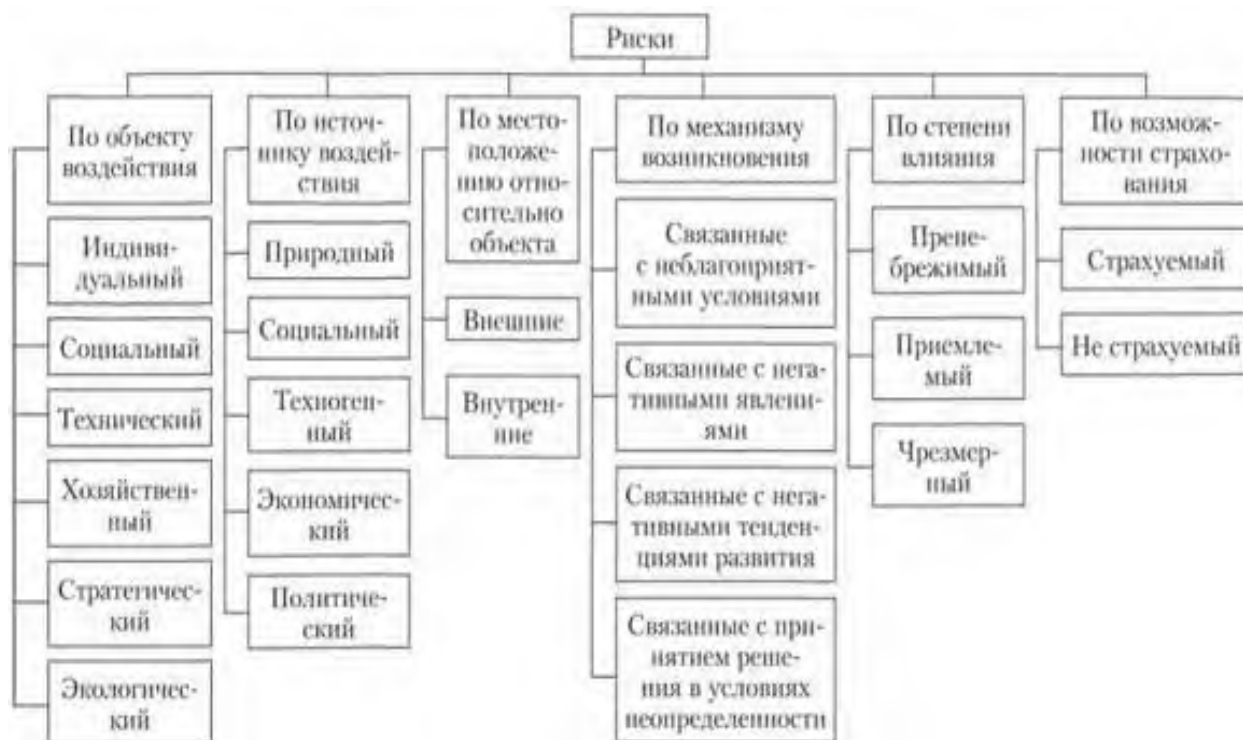 Риски
По объекту
воздействия
Индиви-
дуальный
Социальный
Технический
Хозяйствен-
ный
Стратегичес-
кий
Экологичес-
кий
По источ-
нику воздей-
ствия
Природный
Социальный
Техноген-
ный
Экономичес-
кий
Политиче-
ский
По место-
положе-
нию отно-
сительно
объекта
Внешние
Внутрен-
ние
По механизму
возникновения
Связанные
с неблагоприят-
ными условиями
Связанные с нега-
тивными явлени-
ями
Связанные с нега-
тивными тенден-
циями развития
Связанные с при-
нятием реше-
ния в условиях
неопределенности
По степени
влияния
Прене-
брежимый
Приемле-
мый
Чрезмер-
ный
По возмож-
ности страхо-
вания
Страхуемый
Не страхуемый